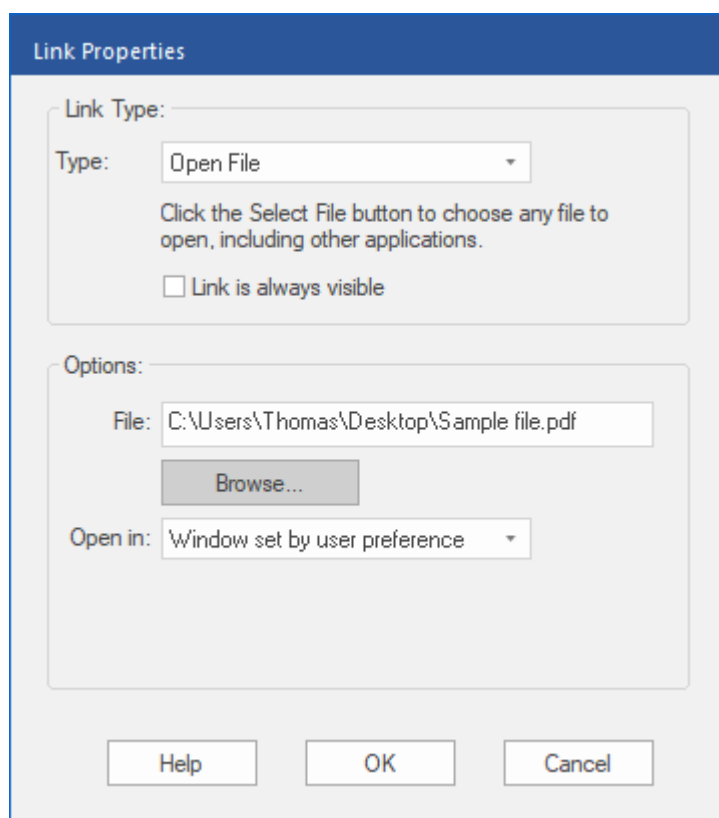 Link Properties
Link Type:
Type: Open File
Click the Select File button to choose any file to
open, including other applications.
Link is always visible
Options:
File: C:\Users\Thomas\Desktop\Sample file.pdf
Browse...
Open in: Window set by user preference
Help OK Cancel